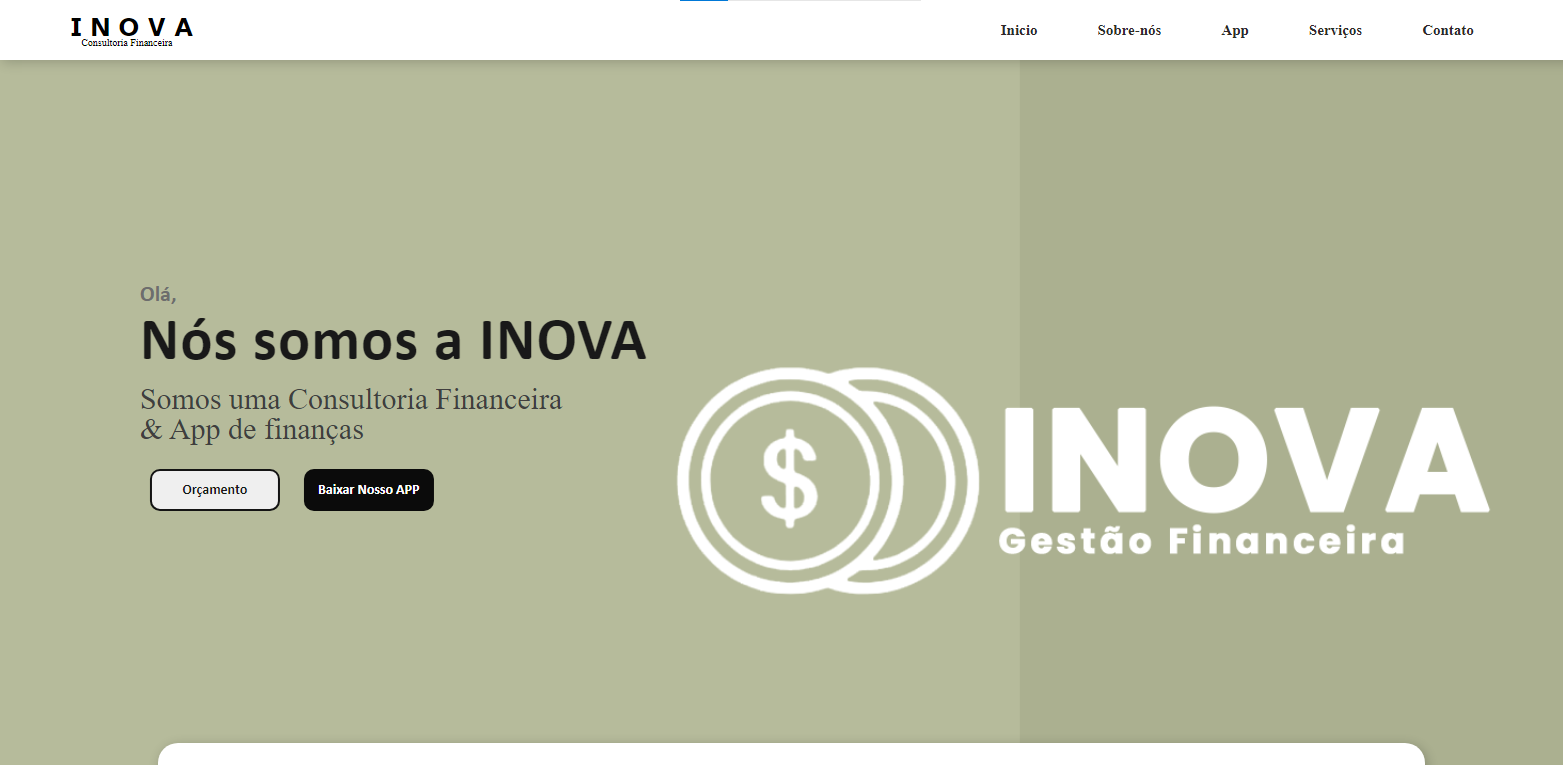 INOVA
Consultoria Financeira
Inicio
Sobre-nós
App
Serviços
Contato
Olá,
Nós somos a INOVA
Somos uma Consultoria Financeira
& App de finanças
Orçamento
Baixar Nosso APP
$
INOVA
Gestão Financeira